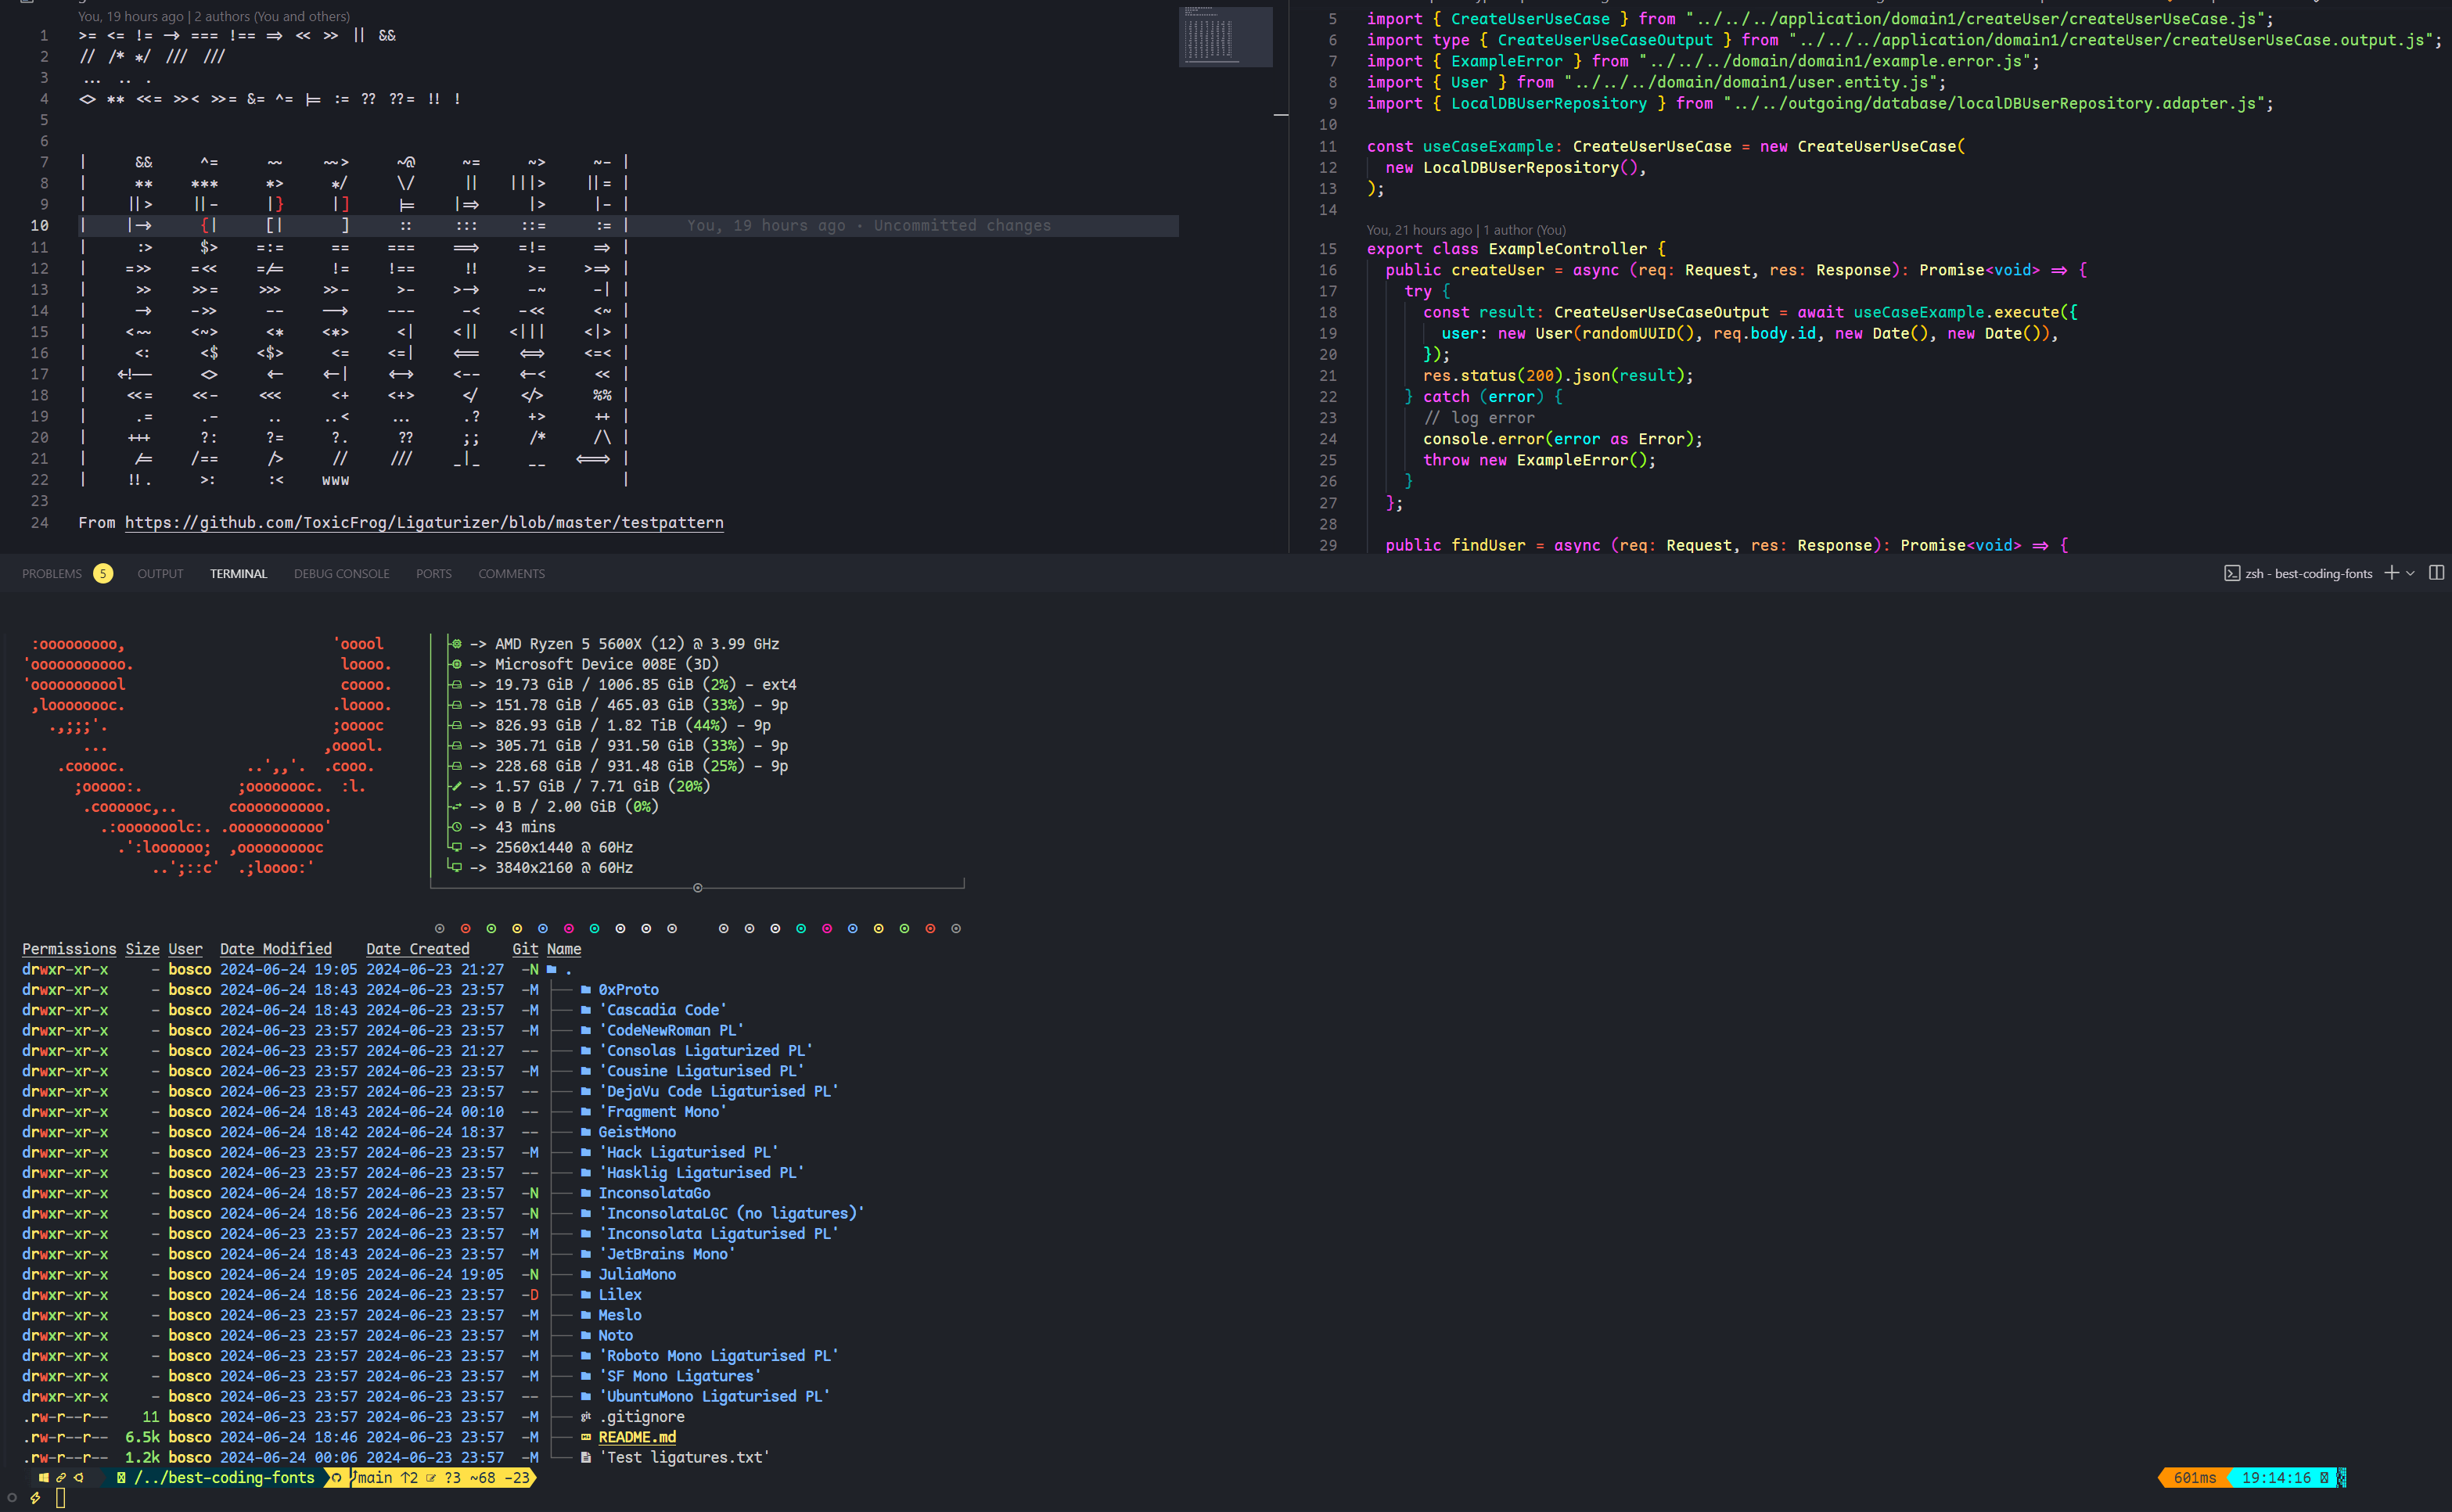 You, 19 hours ago | 2 authors (You and others)
1 >= <= != -> === !== => << >> || &&
2 // /* */ /// ///
3 ... .. .
4 <> ** <<= >>< >>= &= ^= |= := ?? ??= !! !
5
6
7 | && ^= ~~ ~~> ~@ ~= ~> ~- |
8 | ** *** *> */ \/ || |||> ||= |
9 | ||> ||- |} |] |= |=> |> |- |
10 | |-> {| [| ] :: ::: ::= := | You, 19 hours ago • Uncommitted changes
11 | :> $> =:= == === ==> =!= => |
12 | =>> =<< =/= != !== !! >= >=> |
13 | >> >>= >>> >>- >- >-> -~ -| |
14 | -> ->> -- --> --- -< -<< <~ |
15 | <~~ <~> <* <*> <| <|| <||| <|> |
16 | <: <$ <$> <= <=| <== <=> <=< |
17 | <!-- <> <- <-| <-> <-- <-< << |
18 | <<= <<- <<< <+ <+> </ </> %% |
19 | .= .- .. ..< ... .? +> ++ |
20 | +++ ?: ?= ?. ?? ;; /* /\ |
21 | /= /== /> // /// _|_ __ <==> |
22 | !!. >: :< www |
23
24 From https://github.com/ToxicFrog/Ligaturizer/blob/master/testpattern
5 import { CreateUserUseCase } from "../../../application/domain1/createUser/createUserUseCase.js";
6 import type { CreateUserUseCaseOutput } from "../../../application/domain1/createUser/createUserUseCase.output.js";
7 import { ExampleError } from "../../../domain/domain1/example.error.js";
8 import { User } from "../../../domain/domain1/user.entity.js";
9 import { LocalDBUserRepository } from "../../outgoing/database/localDBUserRepository.adapter.js";
10
11 const useCaseExample: CreateUserUseCase = new CreateUserUseCase(
12 new LocalDBUserRepository(),
13 );
14
You, 21 hours ago | 1 author (You)
15 export class ExampleController {
16 public createUser = async (req: Request, res: Response): Promise<void> => {
17 try {
18 const result: CreateUserUseCaseOutput = await useCaseExample.execute({
19 user: new User(randomUUID(), req.body.id, new Date(), new Date()),
20 });
21 res.status(200).json(result);
22 } catch (error) {
23 // log error
24 console.error(error as Error);
25 throw new ExampleError();
26 }
27 };
28
29 public findUser = async (req: Request, res: Response): Promise<void> => {
PROBLEMS 5 OUTPUT TERMINAL DEBUG CONSOLE PORTS COMMENTS
zsh - best-coding-fonts
:ooooooooo, 'ooool
'ooooooooooo. loooo.
'ooooooooool coooo.
,loooooooc. .loooo.
.,;;;'. ;ooooc
... ,ooool.
.cooooc. ..',,'. .cooo.
;ooooo:. ;oooooooc. :l.
.coooooc,.. coooooooooo.
.:ooooooolc:. .ooooooooooo'
.':loooooo; ,oooooooooc
..';::c' .;loooo:'
-> AMD Ryzen 5 5600X (12) @ 3.99 GHz
-> Microsoft Device 008E (3D)
-> 19.73 GiB / 1006.85 GiB (2%) - ext4
-> 151.78 GiB / 465.03 GiB (33%) - 9p
-> 826.93 GiB / 1.82 TiB (44%) - 9p
-> 305.71 GiB / 931.50 GiB (33%) - 9p
-> 228.68 GiB / 931.48 GiB (25%) - 9p
-> 1.57 GiB / 7.71 GiB (20%)
-> 0 B / 2.00 GiB (0%)
-> 43 mins
-> 2560x1440 @ 60Hz
-> 3840x2160 @ 60Hz
Permissions Size User Date Modified Date Created Git Name
drwxr-xr-x - bosco 2024-06-24 19:05 2024-06-23 21:27 -N .
drwxr-xr-x - bosco 2024-06-24 18:43 2024-06-23 23:57 -M 0xProto
drwxr-xr-x - bosco 2024-06-24 18:43 2024-06-23 23:57 -M 'Cascadia Code'
drwxr-xr-x - bosco 2024-06-23 23:57 2024-06-23 23:57 -M 'CodeNewRoman PL'
drwxr-xr-x - bosco 2024-06-23 23:57 2024-06-23 21:27 -- 'Consolas Ligaturized PL'
drwxr-xr-x - bosco 2024-06-23 23:57 2024-06-23 23:57 -M 'Cousine Ligaturised PL'
drwxr-xr-x - bosco 2024-06-23 23:57 2024-06-23 23:57 -- 'DejaVu Code Ligaturised PL'
drwxr-xr-x - bosco 2024-06-24 18:43 2024-06-24 00:10 -- 'Fragment Mono'
drwxr-xr-x - bosco 2024-06-24 18:42 2024-06-24 18:37 -- GeistMono
drwxr-xr-x - bosco 2024-06-23 23:57 2024-06-23 23:57 -M 'Hack Ligaturised PL'
drwxr-xr-x - bosco 2024-06-23 23:57 2024-06-23 23:57 -- 'Hasklig Ligaturised PL'
drwxr-xr-x - bosco 2024-06-24 18:57 2024-06-23 23:57 -N InconsolataGo
drwxr-xr-x - bosco 2024-06-24 18:56 2024-06-23 23:57 -N 'InconsolataLGC (no ligatures)'
drwxr-xr-x - bosco 2024-06-23 23:57 2024-06-23 23:57 -M 'Inconsolata Ligaturised PL'
drwxr-xr-x - bosco 2024-06-24 18:43 2024-06-23 23:57 -M 'JetBrains Mono'
drwxr-xr-x - bosco 2024-06-24 19:05 2024-06-24 19:05 -N JuliaMono
drwxr-xr-x - bosco 2024-06-24 18:56 2024-06-23 23:57 -D Lilex
drwxr-xr-x - bosco 2024-06-23 23:57 2024-06-23 23:57 -M Meslo
drwxr-xr-x - bosco 2024-06-23 23:57 2024-06-23 23:57 -M Noto
drwxr-xr-x - bosco 2024-06-23 23:57 2024-06-23 23:57 -M 'Roboto Mono Ligaturised PL'
drwxr-xr-x - bosco 2024-06-23 23:57 2024-06-23 23:57 -M 'SF Mono Ligatures'
drwxr-xr-x - bosco 2024-06-23 23:57 2024-06-23 23:57 -- 'UbuntuMono Ligaturised PL'
.rw-r--r-- 11 bosco 2024-06-23 23:57 2024-06-23 23:57 -M .gitignore
.rw-r--r-- 6.5k bosco 2024-06-24 18:46 2024-06-23 23:57 -M README.md
.rw-r--r-- 1.2k bosco 2024-06-24 00:06 2024-06-23 23:57 -M 'Test ligatures.txt'
/../best-coding-fonts main ↑2 ?3 ~68 -23
601ms 19:14:16